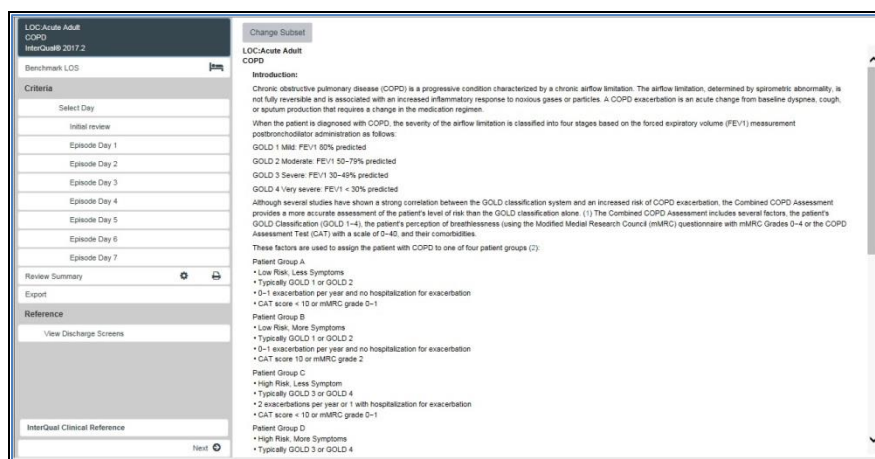 LOC:Acute Adult
COPD
InterQual® 2017.2
Benchmark LOS
Criteria
Select Day
Initial review
Episode Day 1
Episode Day 2
Episode Day 3
Episode Day 4
Episode Day 5
Episode Day 6
Episode Day 7
Review Summary
Export
Reference
View Discharge Screens
InterQual Clinical Reference
Next
Change Subset
LOC:Acute Adult
COPD
Introduction:
Chronic obstructive pulmonary disease (COPD) is a progressive condition characterized by a chronic airflow limitation. The airflow limitation, determined by spirometric abnormality, is
not fully reversible and is associated with an increased inflammatory response to noxious gases or particles. A COPD exacerbation is an acute change from baseline dyspnea, cough,
or sputum production that requires a change in the medication regimen.
When the patient is diagnosed with COPD, the severity of the airflow limitation is classified into four stages based on the forced expiratory volume (FEV1) measurement
postbronchodilator administration as follows:
GOLD 1 Mild: FEV1 80% predicted
GOLD 2 Moderate: FEV1 50–79% predicted
GOLD 3 Severe: FEV1 30–49% predicted
GOLD 4 Very severe: FEV1 < 30% predicted
Although several studies have shown a strong correlation between the GOLD classification system and an increased risk of COPD exacerbation, the Combined COPD Assessment
provides a more accurate assessment of the patient's level of risk than the GOLD classification alone. (1) The Combined COPD Assessment includes several factors, the patient's
GOLD Classification (GOLD 1–4), the patient's perception of breathlessness (using the Modified Medical Research Council (mMRC) questionnaire with mMRC Grades 0–4 or the COPD
Assessment Test (CAT) with a scale of 0–40, and their comorbidities.
These factors are used to assign the patient with COPD to one of four patient groups (2):
Patient Group A
• Low Risk, Less Symptoms
• Typically GOLD 1 or GOLD 2
• 0–1 exacerbation per year and no hospitalization for exacerbation
• CAT score < 10 or mMRC grade 0–1
Patient Group B
• Low Risk, More Symptoms
• Typically GOLD 1 or GOLD 2
• 0–1 exacerbation per year and no hospitalization for exacerbation
• CAT score 10 or mMRC grade 2
Patient Group C
• High Risk, Less Symptom
• Typically GOLD 3 or GOLD 4
• 2 exacerbations per year or 1 with hospitalization for exacerbation
• CAT score < 10 or mMRC grade 0–1
Patient Group D
• High Risk, More Symptoms
• Typically GOLD 3 or GOLD 4